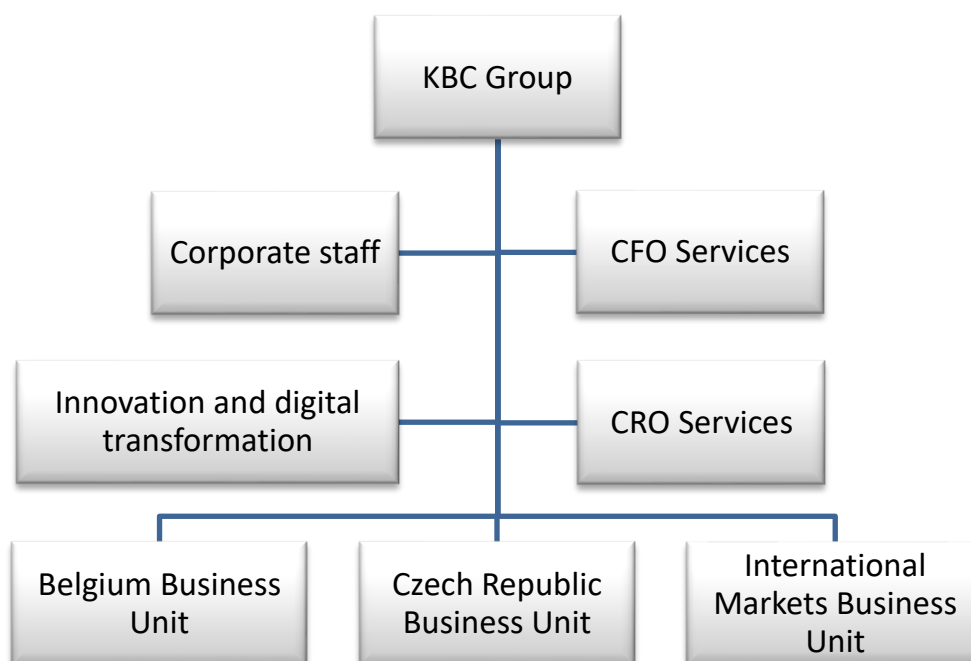 KBC Group
Corporate staff
CFO Services
Innovation and digital
transformation
CRO Services
Belgium Business
Unit
Czech Republic
Business Unit
International
Markets Business
Unit